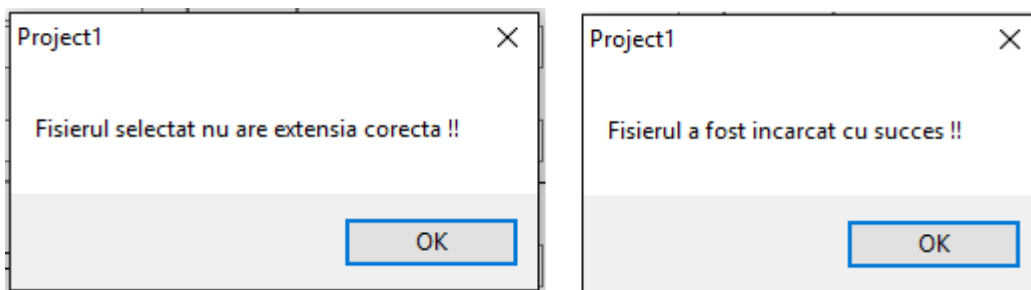 Project1
Fisierul selectat nu are extensia corecta !!
OK
Project1
Fisierul a fost incarcat cu succes !!
OK